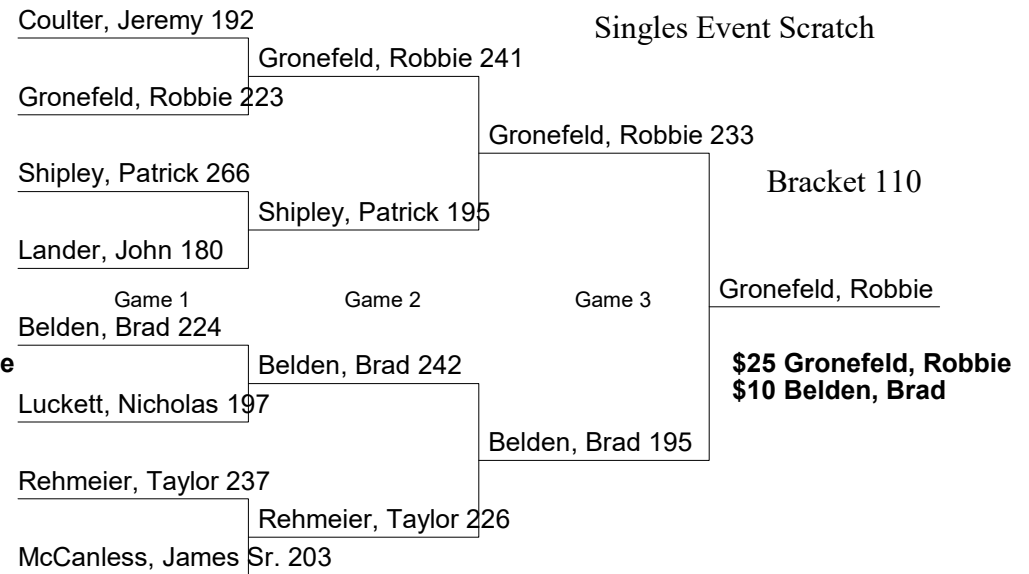 Coulter, Jeremy 192
Singles Event Scratch
Gronefeld, Robbie 241
Gronefeld, Robbie 223
Gronefeld, Robbie 233
Shipley, Patrick 266
Bracket 110
Shipley, Patrick 195
Lander, John 180
Game 1
Game 2
Game 3
Gronefeld, Robbie
Belden, Brad 224
e
Belden, Brad 242
$25 Gronefeld, Robbie
$10 Belden, Brad
Luckett, Nicholas 197
Belden, Brad 195
Rehmeier, Taylor 237
Rehmeier, Taylor 226
McCanless, James Sr. 203